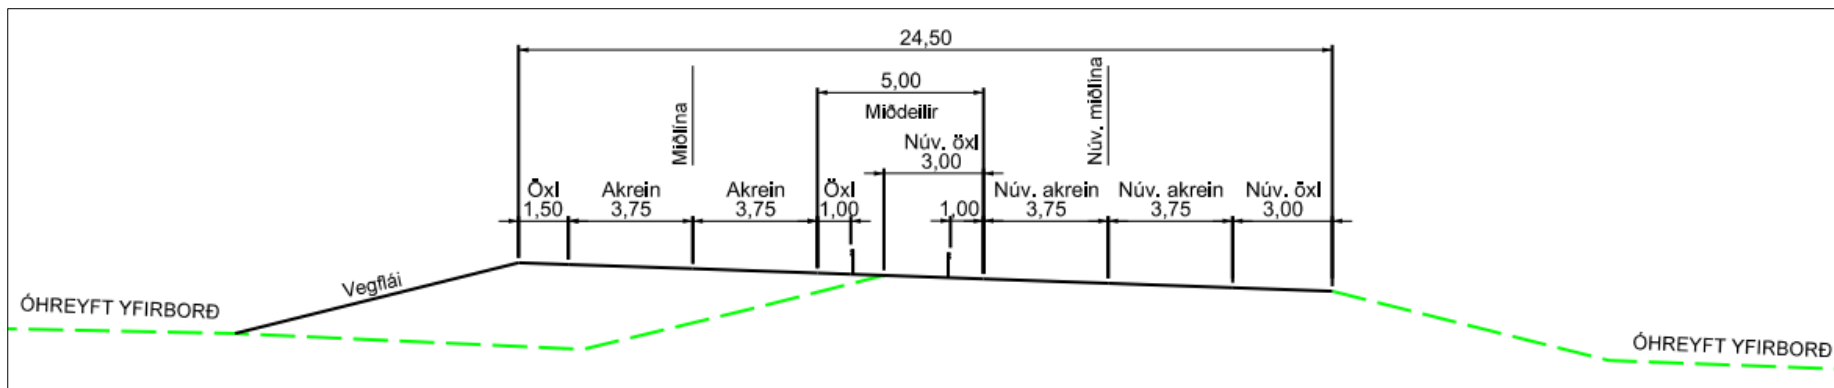 24,50
5,00
Miðdeilir
Miðlína
Núv. miðlína
Núv. öxl
3,00
Öxl
1,50
Akrein
3,75
Akrein
3,75
Öxl
1,00
1,00
Núv. akrein
3,75
Núv. akrein
3,75
Núv. öxl
3,00
Vegflái
ÓHREYFT YFIRBORÐ
ÓHREYFT YFIRBORÐ